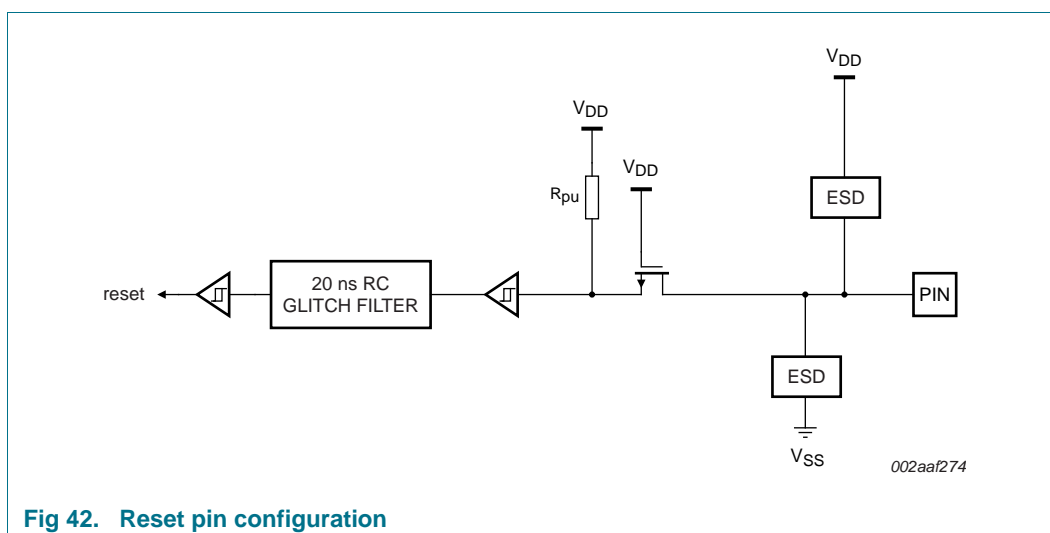 VDD
VDD
VDD
Rpu
ESD
reset
20 ns RC
GLITCH FILTER
PIN
ESD
VSS
002aaf274
Fig 42. Reset pin configuration